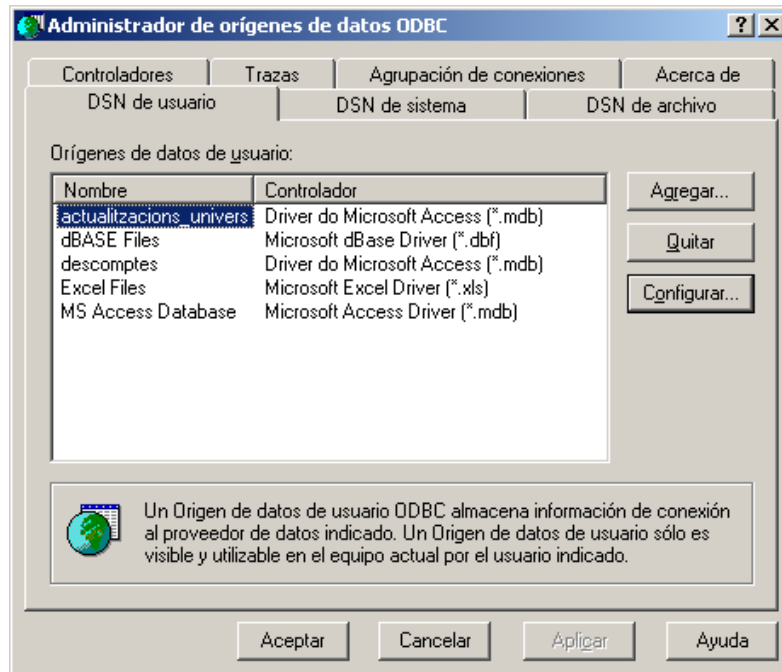 Administrador de orígenes de datos ODBC
Controladores Trazas Agrupación de conexiones Acerca de
DSN de usuario DSN de sistema DSN de archivo
Orígenes de datos de usuario:
Nombre Controlador
actualitzacions_univers Driver do Microsoft Access (*.mdb)
dBASE Files Microsoft dBase Driver (*.dbf)
descomptes Driver do Microsoft Access (*.mdb)
Excel Files Microsoft Excel Driver (*.xls)
MS Access Database Microsoft Access Driver (*.mdb)
Agregar...
Quitar
Configurar...
Un Origen de datos de usuario ODBC almacena información de conexión
al proveedor de datos indicado. Un Origen de datos de usuario sólo es
visible y utilizable en el equipo actual por el usuario indicado.
Aceptar Cancelar Aplicar Ayuda